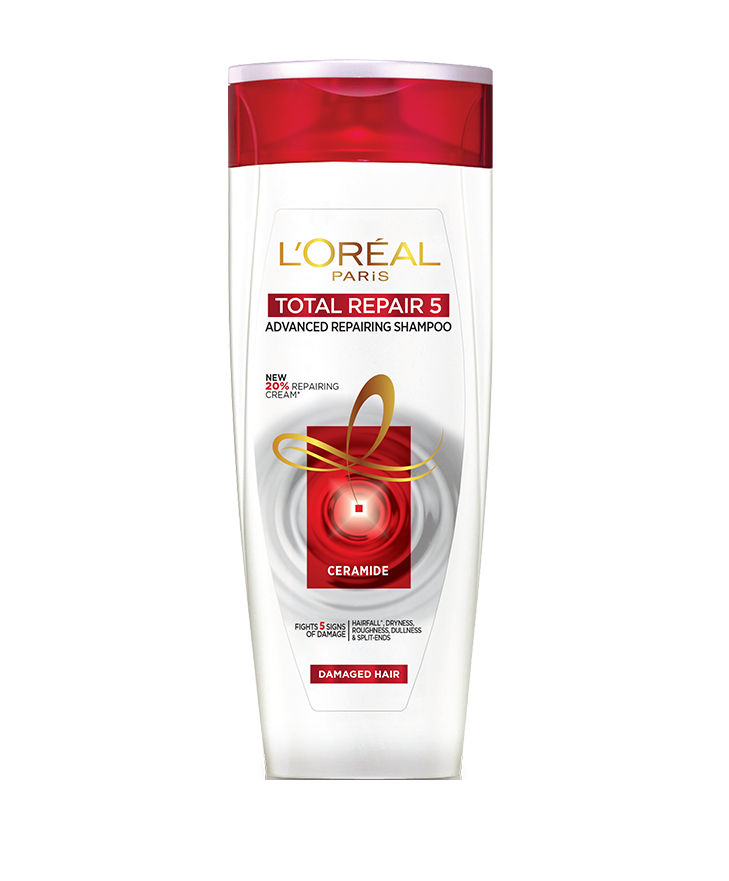 L'ORÉAL
PARiS
TOTAL REPAIR 5
ADVANCED REPAIRING SHAMPOO
NEW
20% REPAIRING
CREAM*
CERAMIDE
FIGHTS 5 SIGNS
OF DAMAGE
HAIRFALL^, DRYNESS,
ROUGHNESS, DULLNESS
& SPLIT-ENDS
DAMAGED HAIR